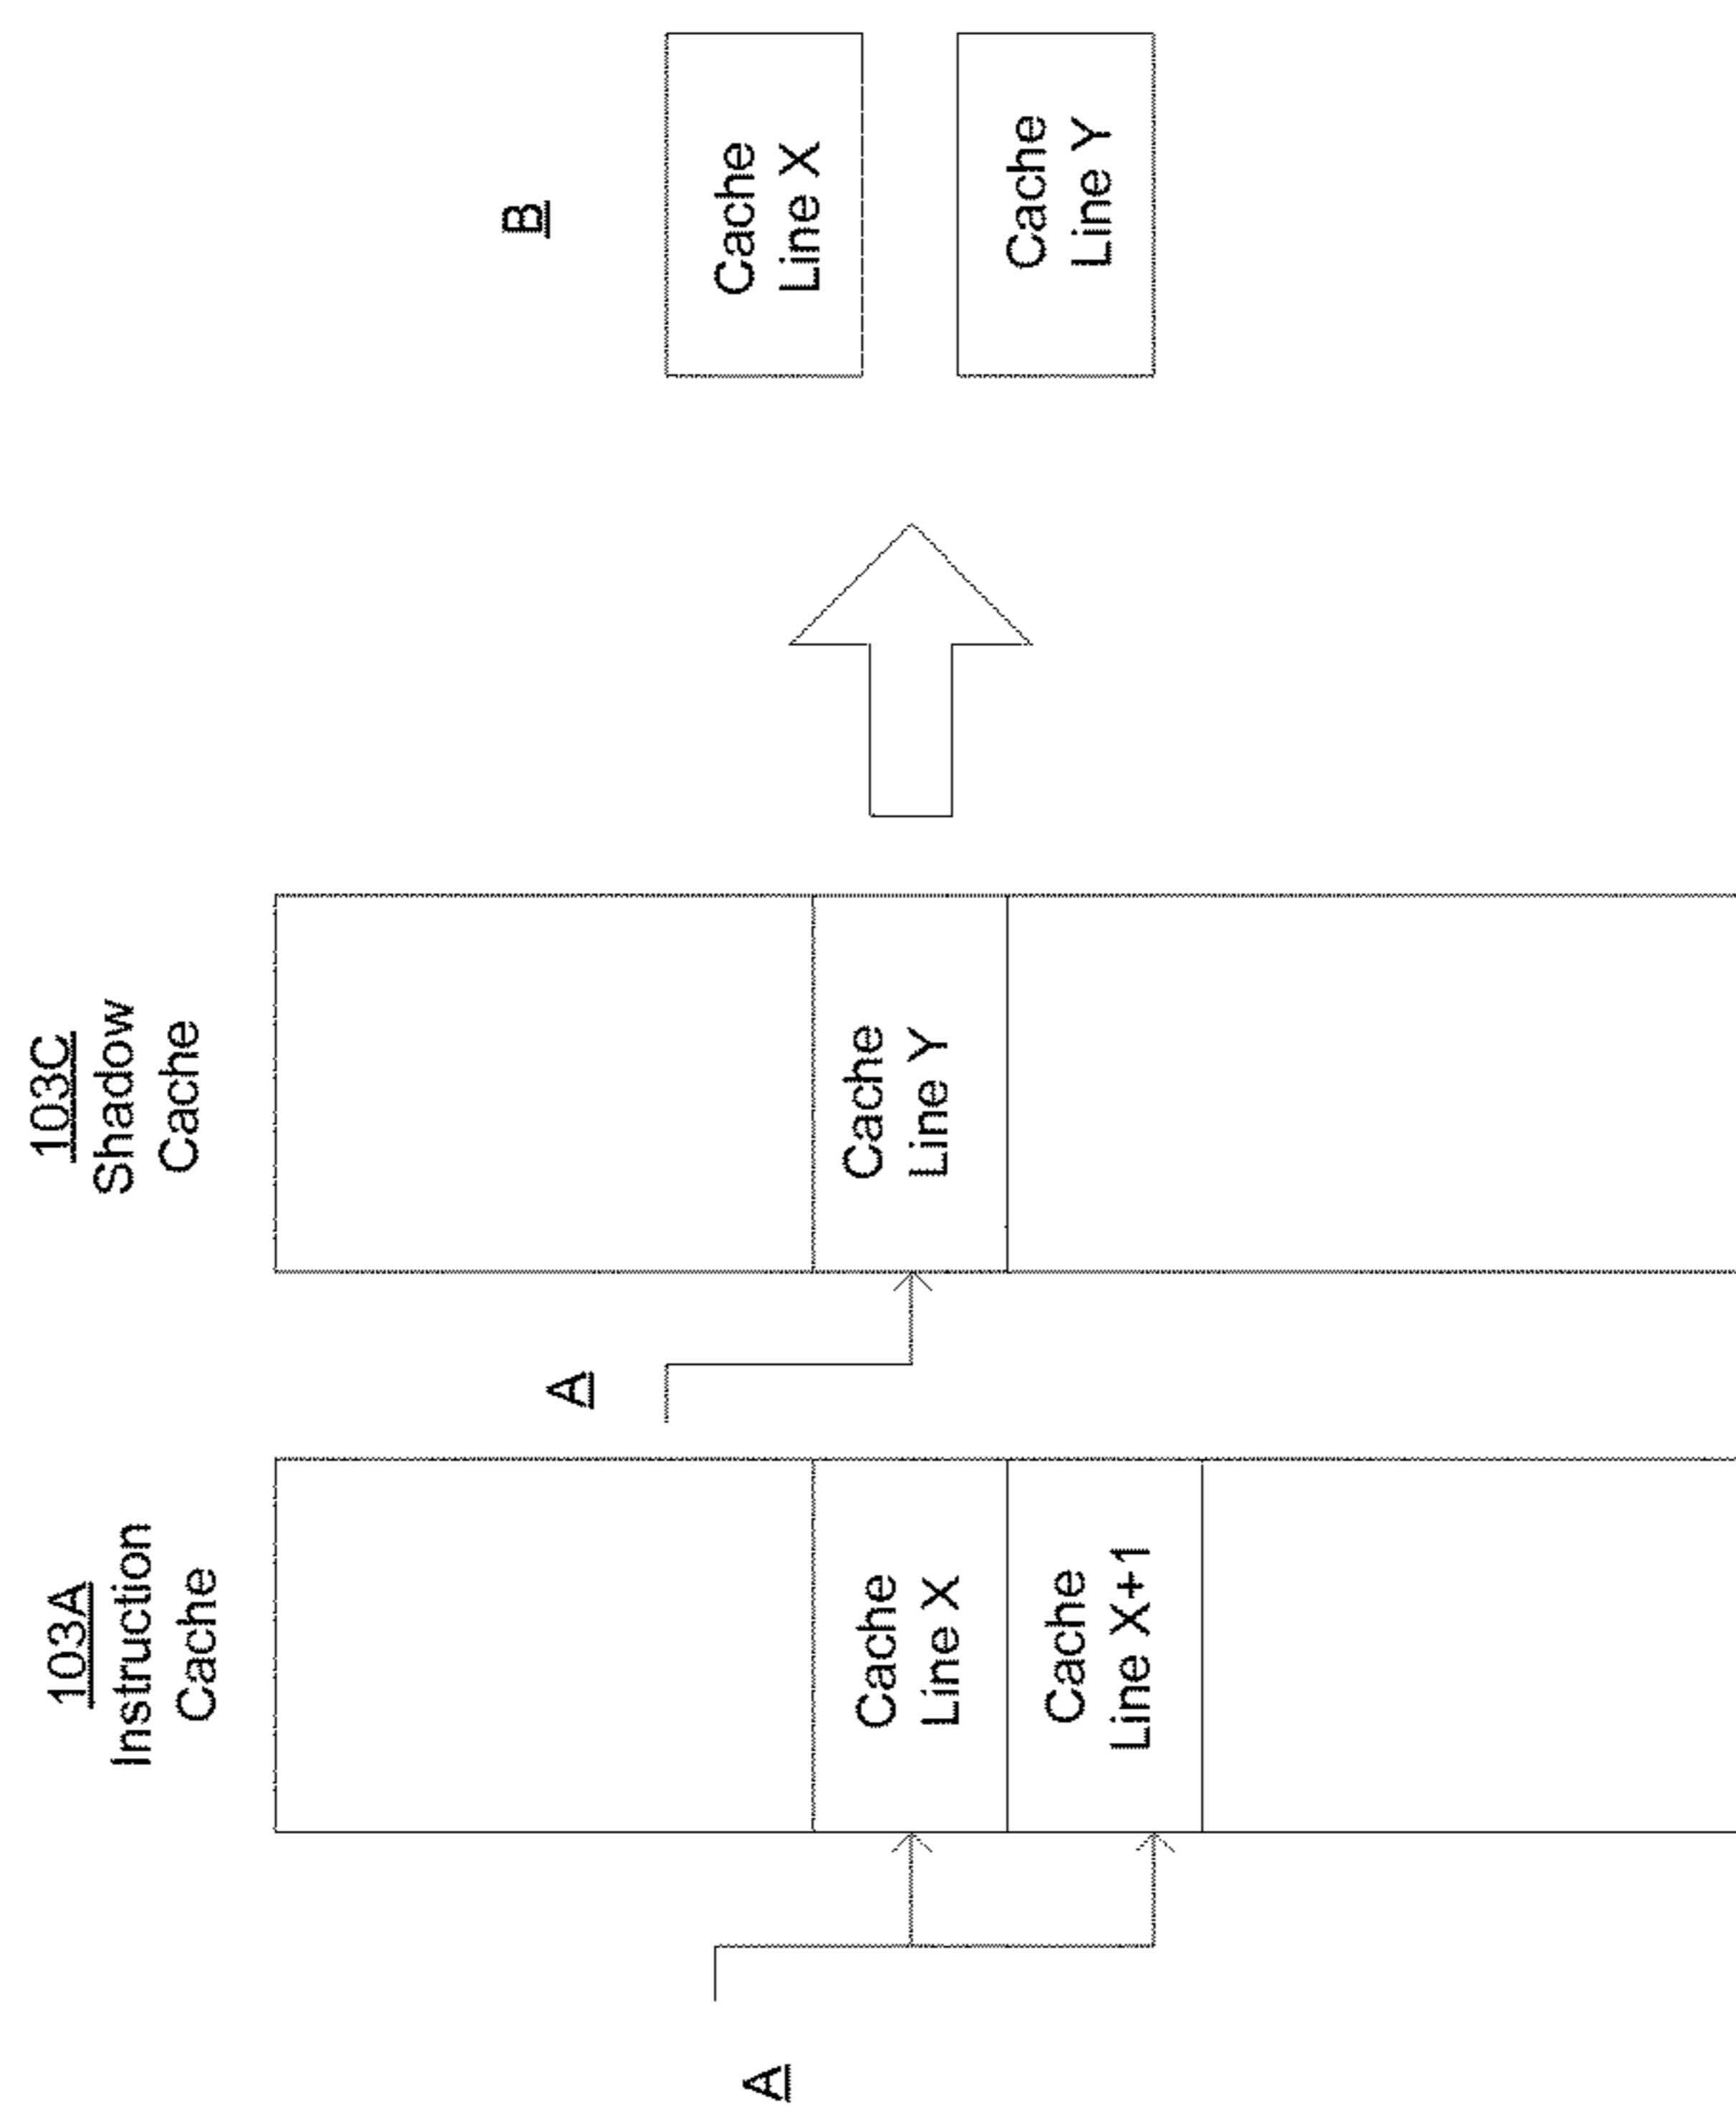 103A
Instruction
Cache
103C
Shadow
Cache
B
A
A
Cache
Line X
Cache
Line X+1
Cache
Line Y
Cache
Line X
Cache
Line Y